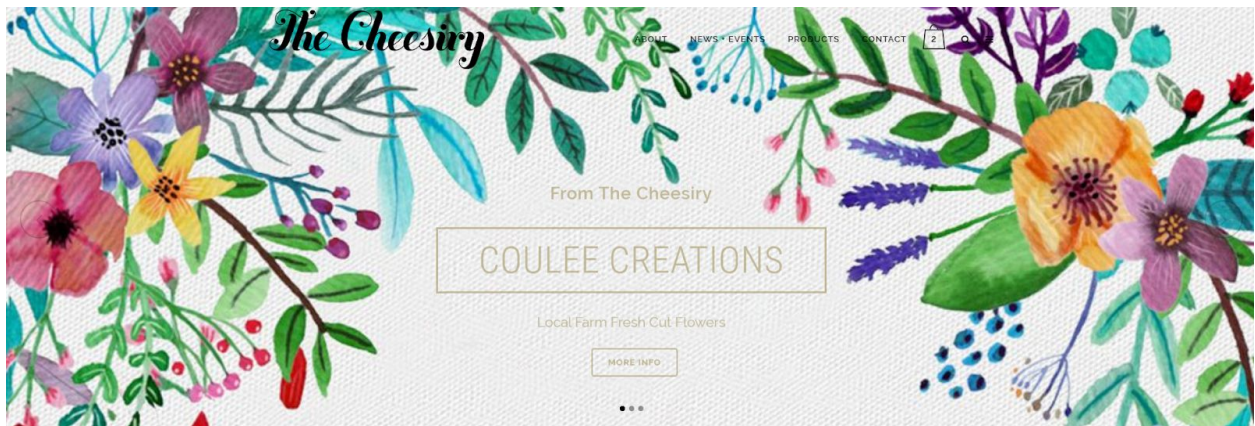 The Cheesiry
ABOUT NEWS + EVENTS PRODUCTS CONTACT 2
From The Cheesiry
COULEE CREATIONS
Local Farm Fresh Cut Flowers
MORE INFO